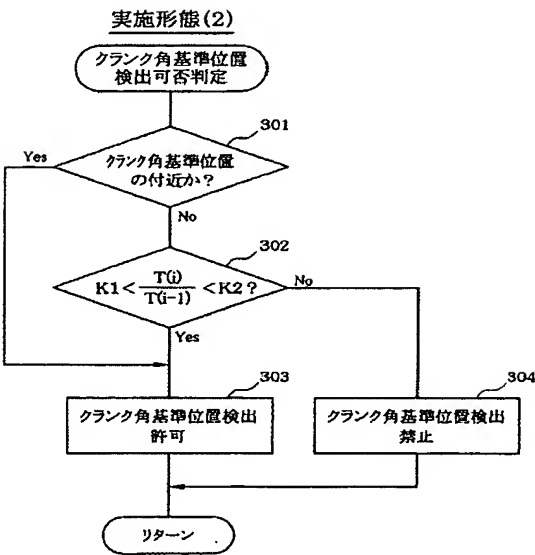 実施形態(2)
クランク角基準位置
検出可否判定
301
Yes
クランク角基準位置
の付近か？
No
302
K1<T(i)/T(i-1)<K2？
No
Yes
303
304
クランク角基準位置検出
許可
クランク角基準位置検出
禁止
リターン